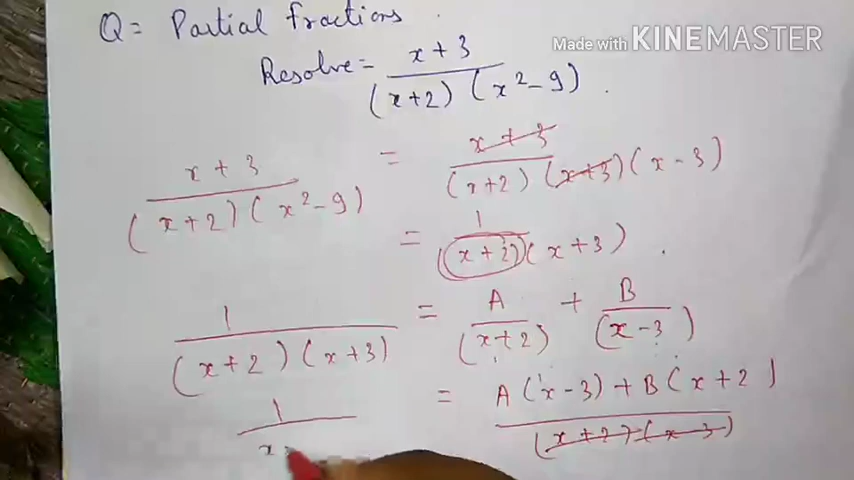 Q= Partial fractions
Made with KINEMASTER
Resolve = x+3 / (x+2) (x²-9) .
x+3 / (x+2) (x²-9) = x+3 / (x+2) (x+3) (x-3)
= 1 / (x+2) (x+3)
1 / (x+2) (x+3) = A / (x+2) + B / (x-3)
1 / x = A (x-3) + B (x+2) / (x+2) (x-3)